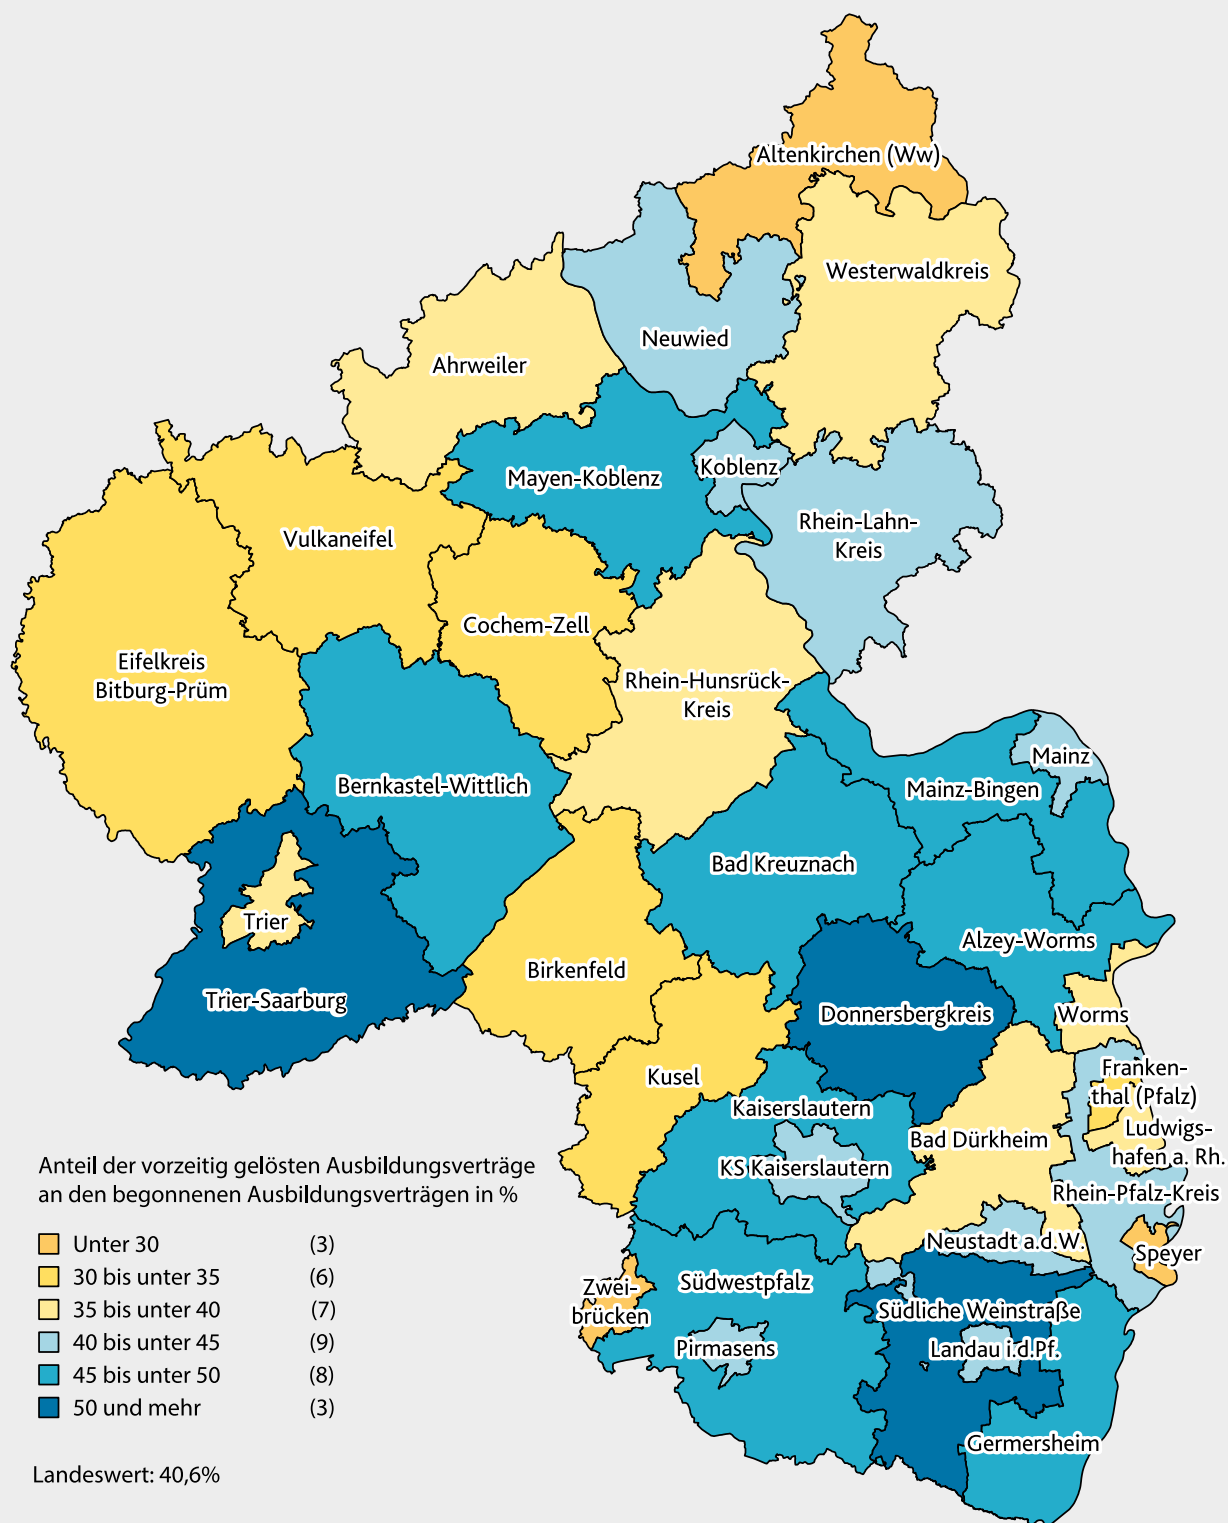 Altenkirchen (Ww)
Westerwaldkreis
Neuwied
Ahrweiler
Koblenz
Mayen-Koblenz
Rhein-Lahn-
Kreis
Vulkaneifel
Cochem-Zell
Eifelkreis
Bitburg-Prüm
Rhein-Hunsrück-
Kreis
Mainz
Bernkastel-Wittlich
Mainz-Bingen
Bad Kreuznach
Trier
Alzey-Worms
Birkenfeld
Trier-Saarburg
Donnersbergkreis
Worms
Kusel
Franken-
thal (Pfalz)
Kaiserslautern
Ludwigs-
hafen a. Rh.
Bad Dürkheim
KS Kaiserslautern
Rhein-Pfalz-Kreis
Neustadt a.d.W.
Speyer
Südwestpfalz
Zwei-
brücken
Südliche Weinstraße
Pirmasens
Landau i.d.Pf.
Germersheim
Anteil der vorzeitig gelösten Ausbildungsverträge
an den begonnenen Ausbildungsverträgen in %
Unter 30 (3)
30 bis unter 35 (6)
35 bis unter 40 (7)
40 bis unter 45 (9)
45 bis unter 50 (8)
50 und mehr (3)
Landeswert: 40,6%